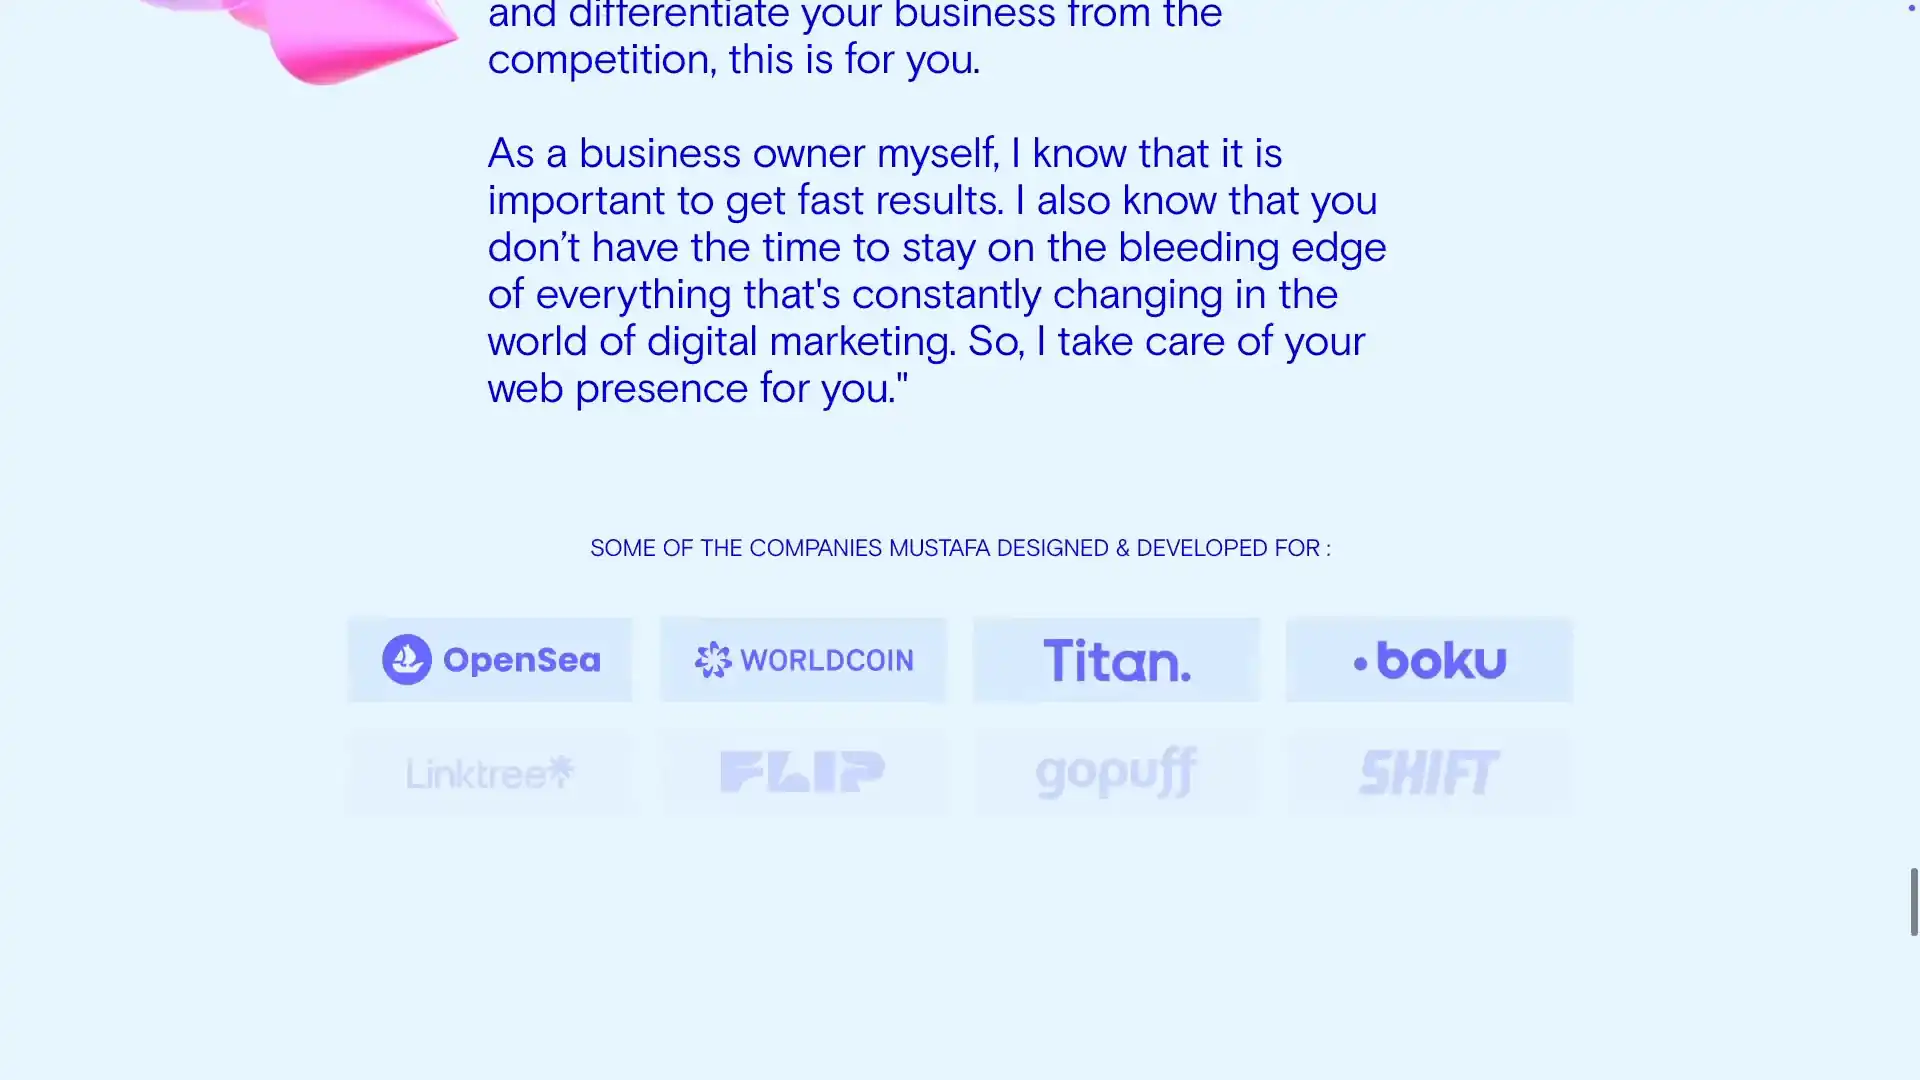 and differentiate your business from the
competition, this is for you.
As a business owner myself, I know that it is
important to get fast results. I also know that you
don’t have the time to stay on the bleeding edge
of everything that's constantly changing in the
world of digital marketing. So, I take care of your
web presence for you."
SOME OF THE COMPANIES MUSTAFA DESIGNED & DEVELOPED FOR :
OpenSea
WORLDCOIN
Titan.
boku
Linktree
FLIP
gopuff
SHIFT